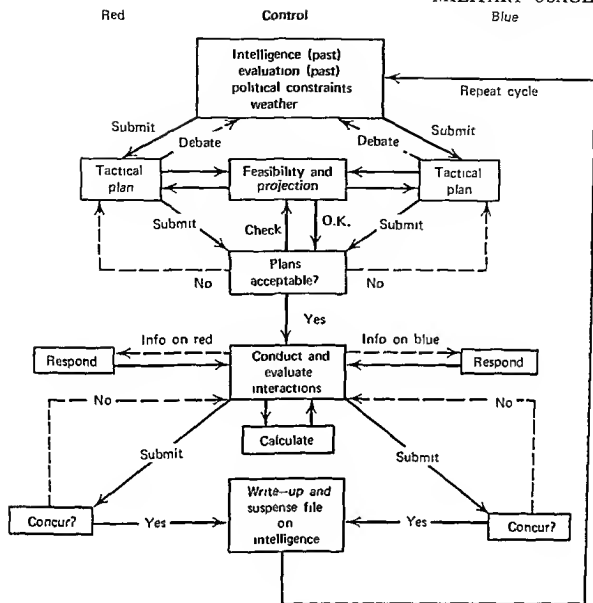 MILITARY USAGE
Red Control Blue
Intelligence (past)
evaluation (past)
political constraints
weather
Repeat cycle
Submit Debate Debate Submit
Tactical
plan
Feasibility and
projection
Tactical
plan
Submit Check O.K. Submit
No
Plans
acceptable?
No
Yes
Info on red Info on blue
Respond
Conduct and
evaluate
interactions
Respond
No No
Calculate
Submit Submit
Write-up and
suspense file
on
intelligence
Concur? Yes Yes Concur?